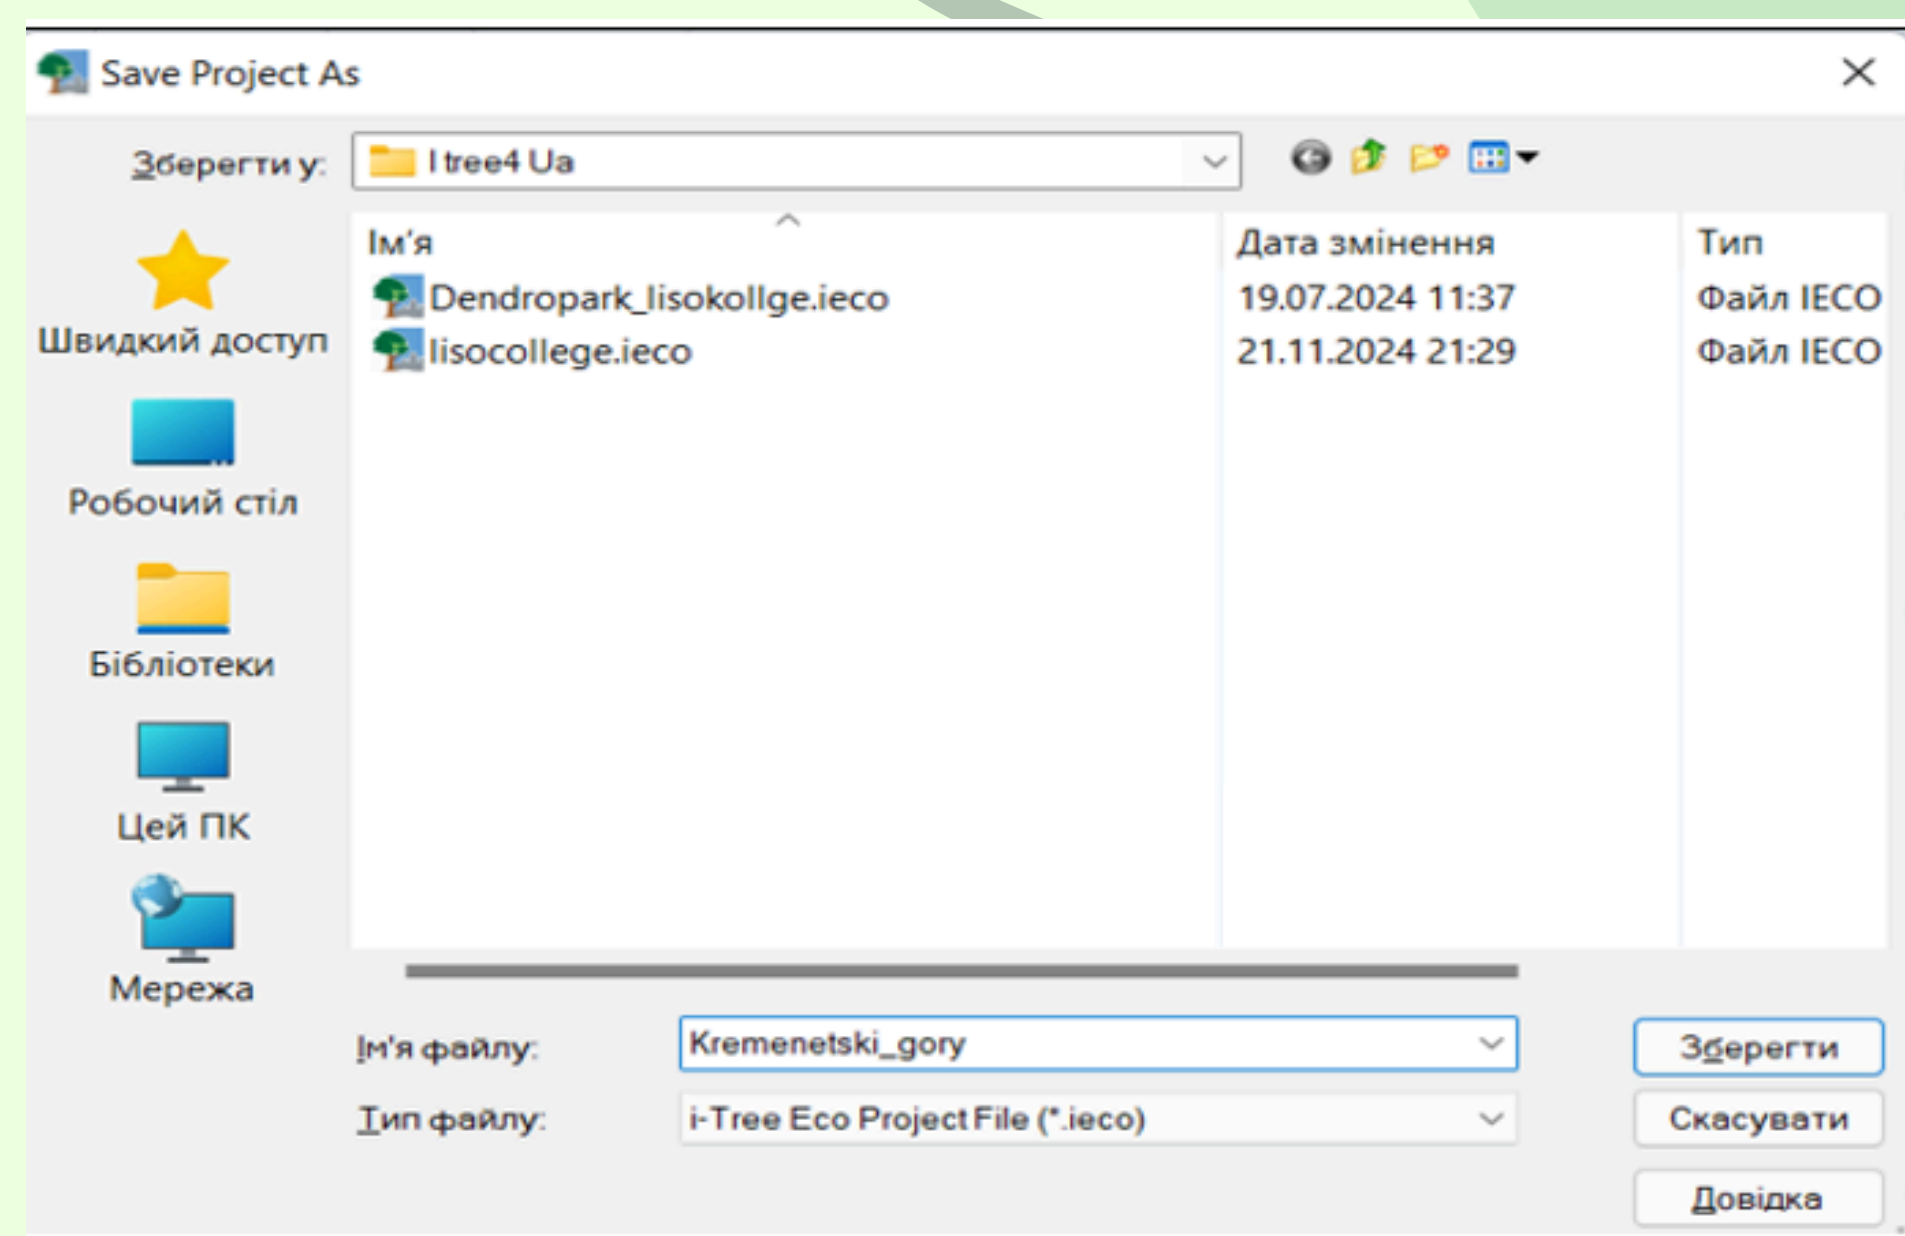 Save Project As
Зберегти у: I tree4 Ua
Ім'я Дата змінення Тип
Dendropark_lisokollge.ieco 19.07.2024 11:37 Файл IECO
lisocollege.ieco 21.11.2024 21:29 Файл IECO
Швидкий доступ
Робочий стіл
Бібліотеки
Цей ПК
Мережа
Ім'я файлу: Kremenetski_gory Зберегти
Тип файлу: i-Tree Eco Project File (*.ieco) Скасувати
Довідка